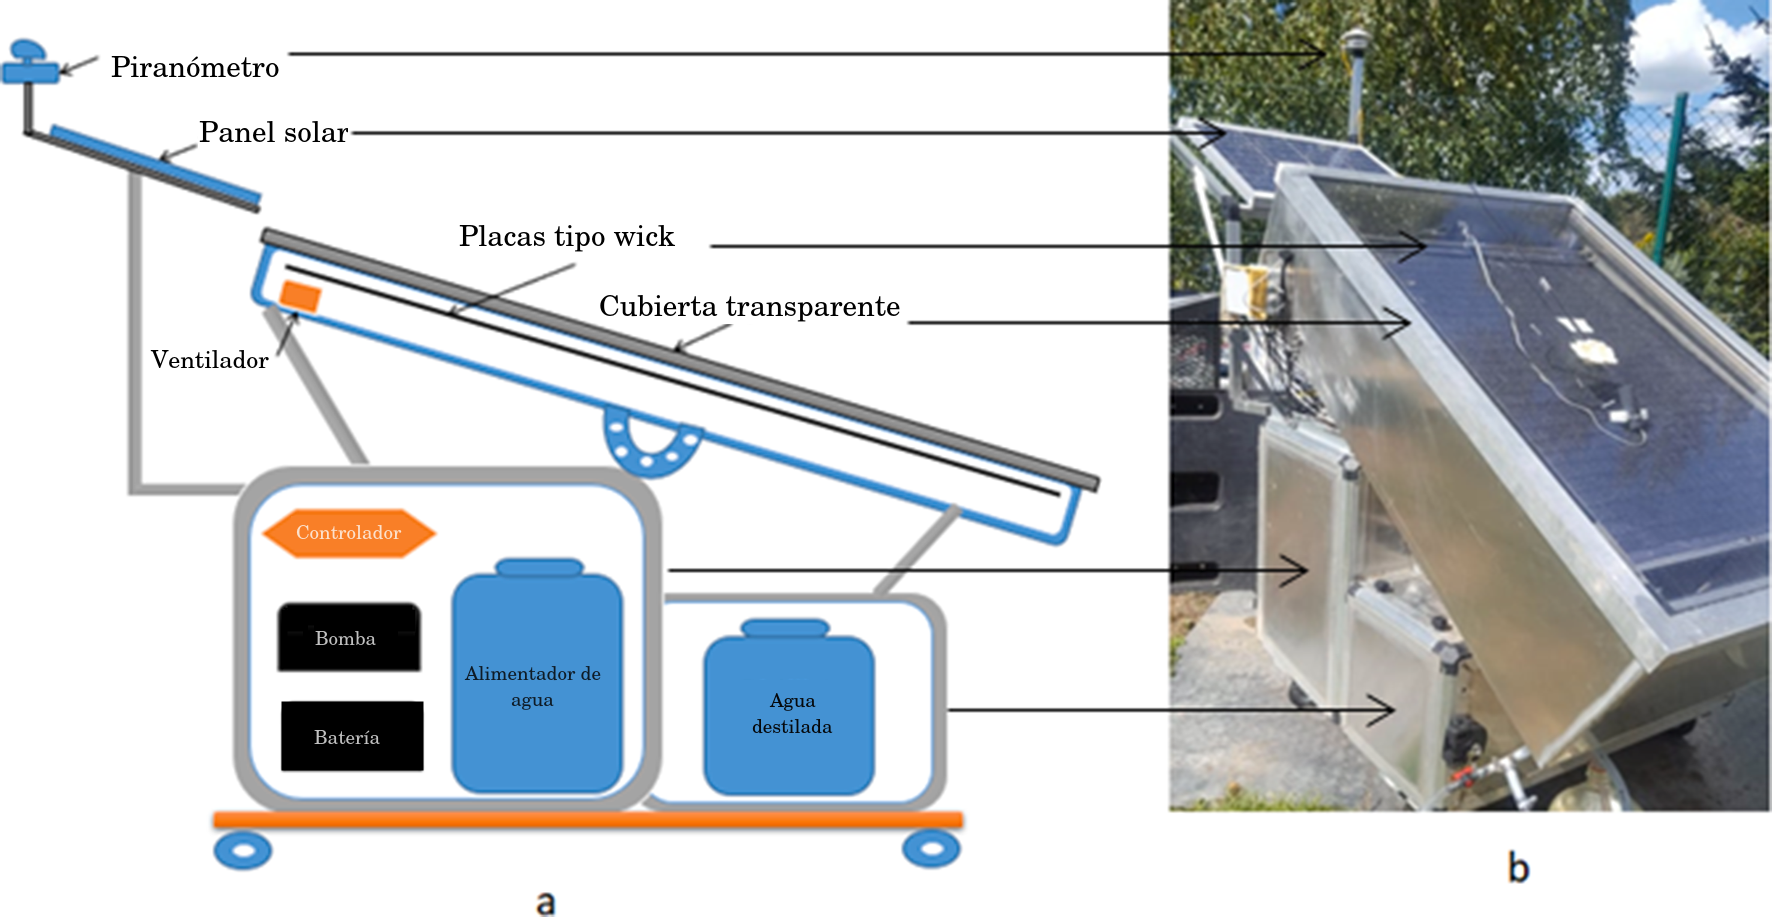 Piranómetro
Panel solar
Placas tipo wick
Cubierta transparente
Ventilador
Controlador
Bomba
Batería
Alimentador de
agua
Agua
destilada
a
b